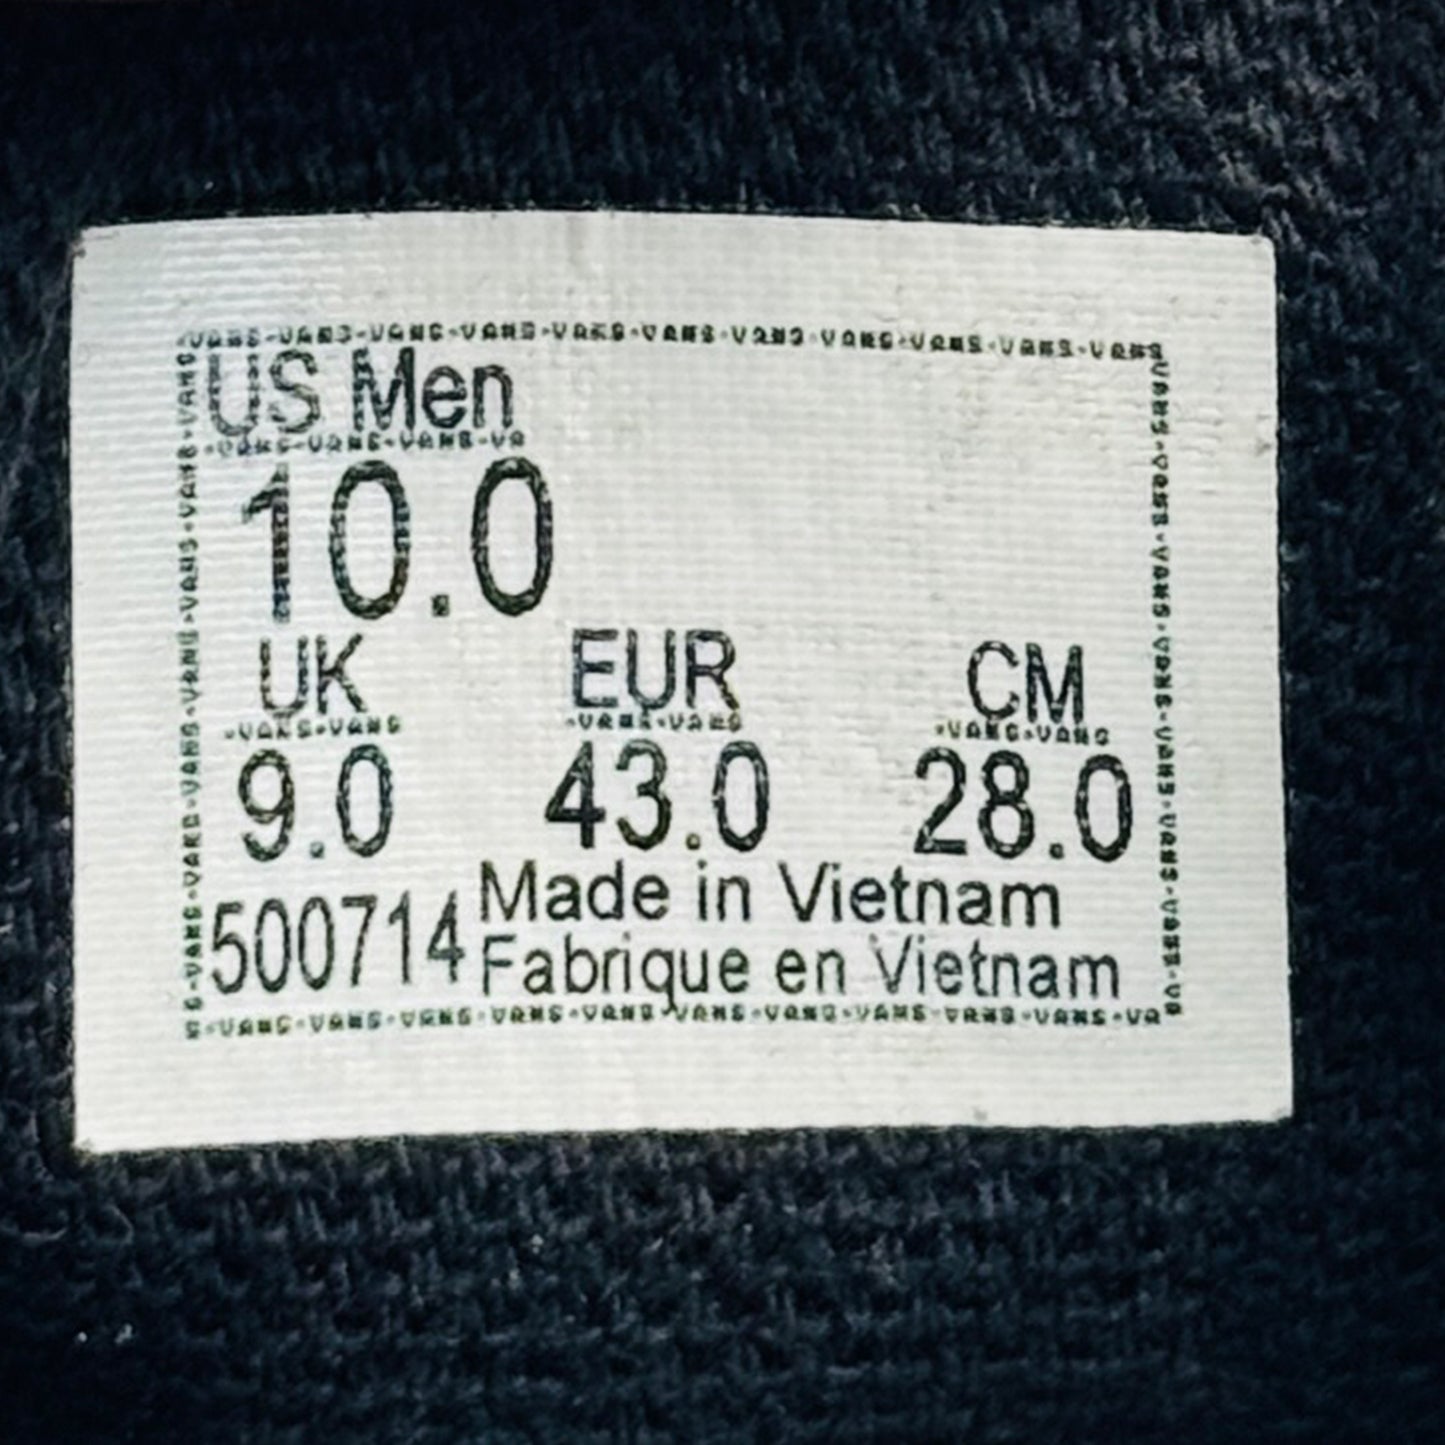 US Men
10.0
UK EUR CM
9.0 43.0 28.0
500714 Made in Vietnam
Fabrique en Vietnam